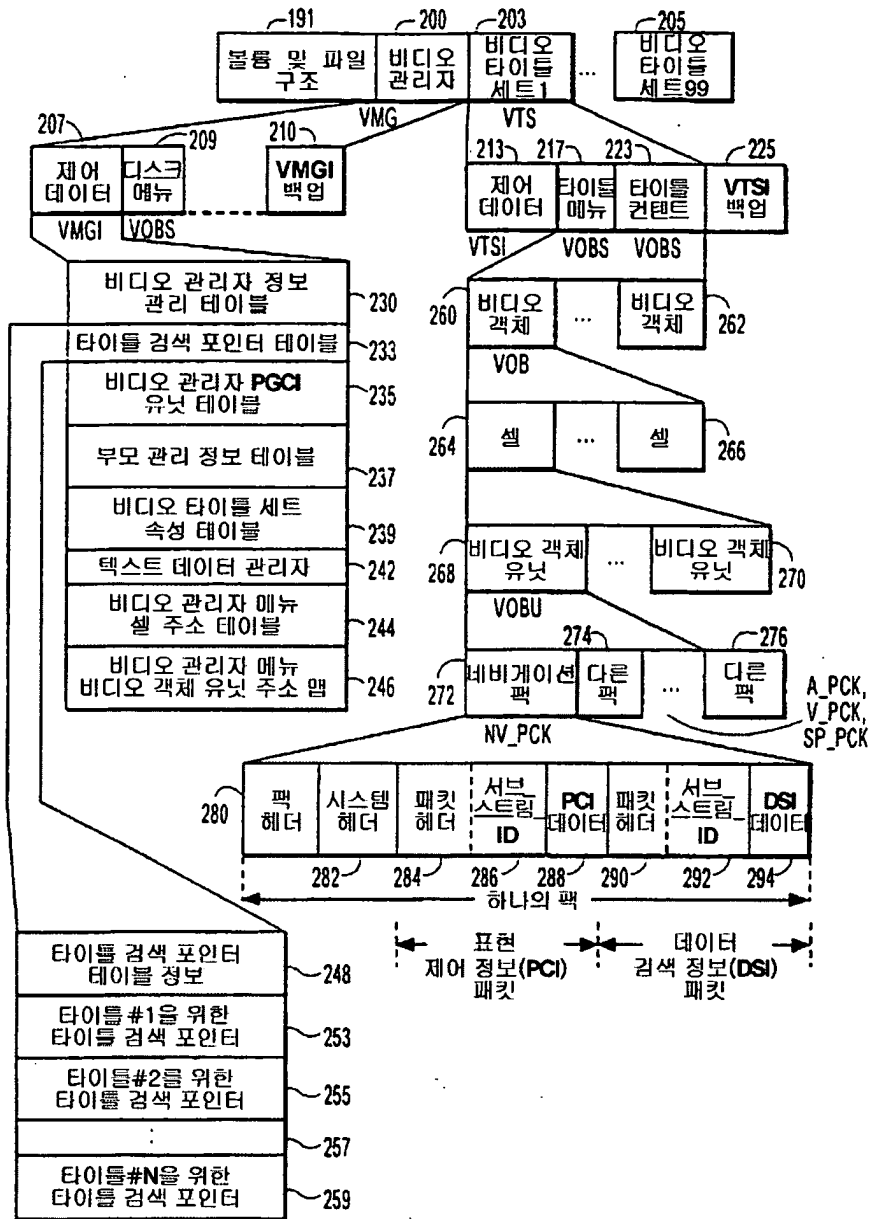 191
200
203
205
볼륨 및 파일
구조
비디오
관리자
비디오
타이틀
세트1
...
비디오
타이틀
세트99
VMG
VTS
207
209
210
213
217
223
225
제어
데이터
디스크
메뉴
VMGI
백업
제어
데이터
타이틀
메뉴
타이틀
컨텐트
VTSI
백업
VMGI
VOBS
VTSI
VOBS
VOBS
비디오 관리자 정보
관리 테이블
230
타이틀 검색 포인터 테이블
233
비디오 관리자 PGCI
유닛 테이블
235
부모 관리 정보 테이블
237
비디오 타이틀 세트
속성 테이블
239
텍스트 데이터 관리자
242
비디오 관리자 메뉴
셀 주소 테이블
244
비디오 관리자 메뉴
비디오 객체 유닛 주소 맵
246
260
비디오
객체
...
비디오
객체
262
VOB
264
셀
...
셀
266
268
비디오 객체
유닛
...
비디오 객체
유닛
270
VOBU
274
276
272
네비게이션
팩
다른
팩
...
다른
팩
A_PCK,
V_PCK,
SP_PCK
NV_PCK
280
팩
헤더
시스템
헤더
패킷
헤더
서브_
스트림_
ID
PCI
데이터
패킷
헤더
서브_
스트림_
ID
DSI
데이터
282
284
286
288
290
292
294
하나의 팩
표현
제어 정보(PCI)
패킷
데이터
검색 정보(DSI)
패킷
타이틀 검색 포인터
테이블 정보
248
타이틀#1을 위한
타이틀 검색 포인터
253
타이틀#2를 위한
타이틀 검색 포인터
255
:
257
타이틀#N을 위한
타이틀 검색 포인터
259